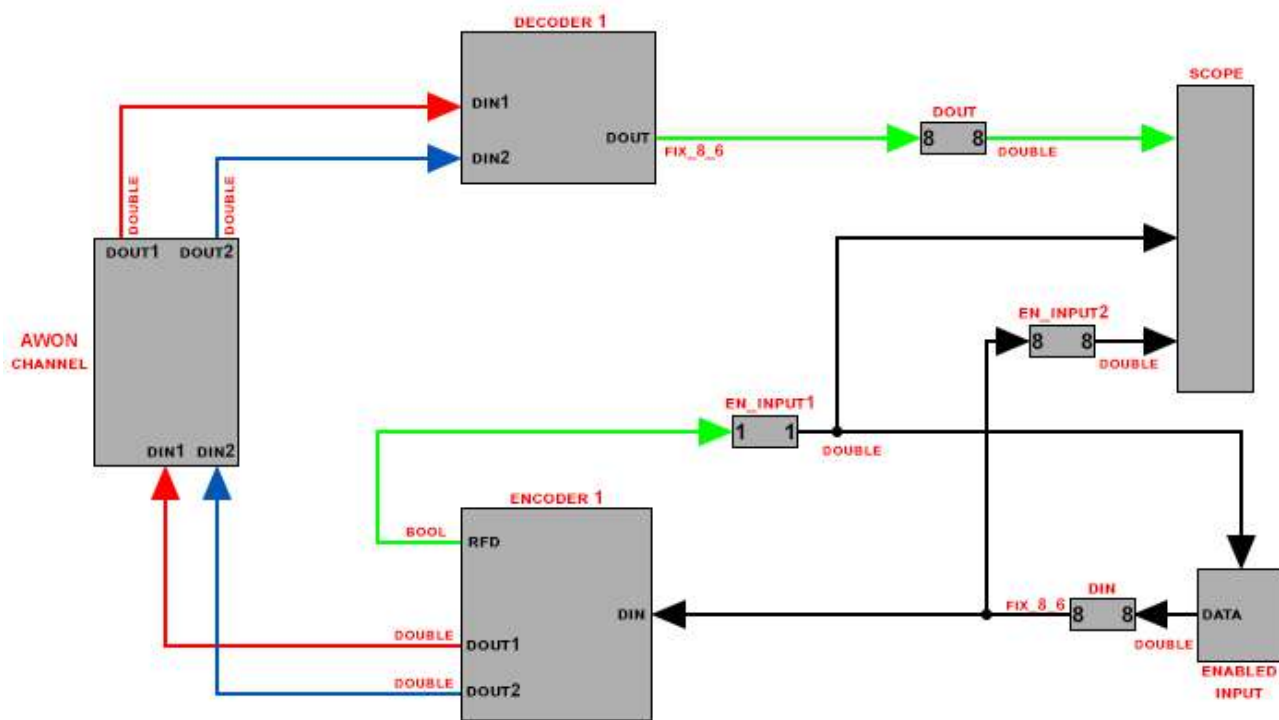 DECODER 1
DIN1
DIN2
DOUT
FIX_8_6
DOUT
8 8
DOUBLE
SCOPE
DOUBLE
DOUBLE
DOUT1 DOUT2
AWON
CHANNEL
DIN1 DIN2
EN_INPUT2
8 8
DOUBLE
EN_INPUT1
1 1
DOUBLE
ENCODER 1
BOOL
RFD
DIN
DOUBLE
DOUT1
DOUBLE
DOUT2
FIX_8_6
DIN
8 8
DOUBLE
DATA
ENABLED
INPUT